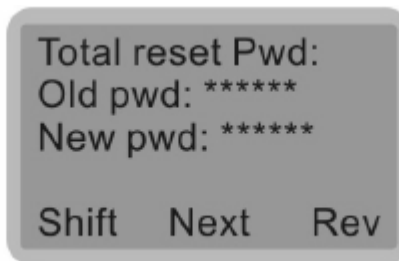 Total reset Pwd:
Old pwd: ******
New pwd: ******
Shift Next Rev